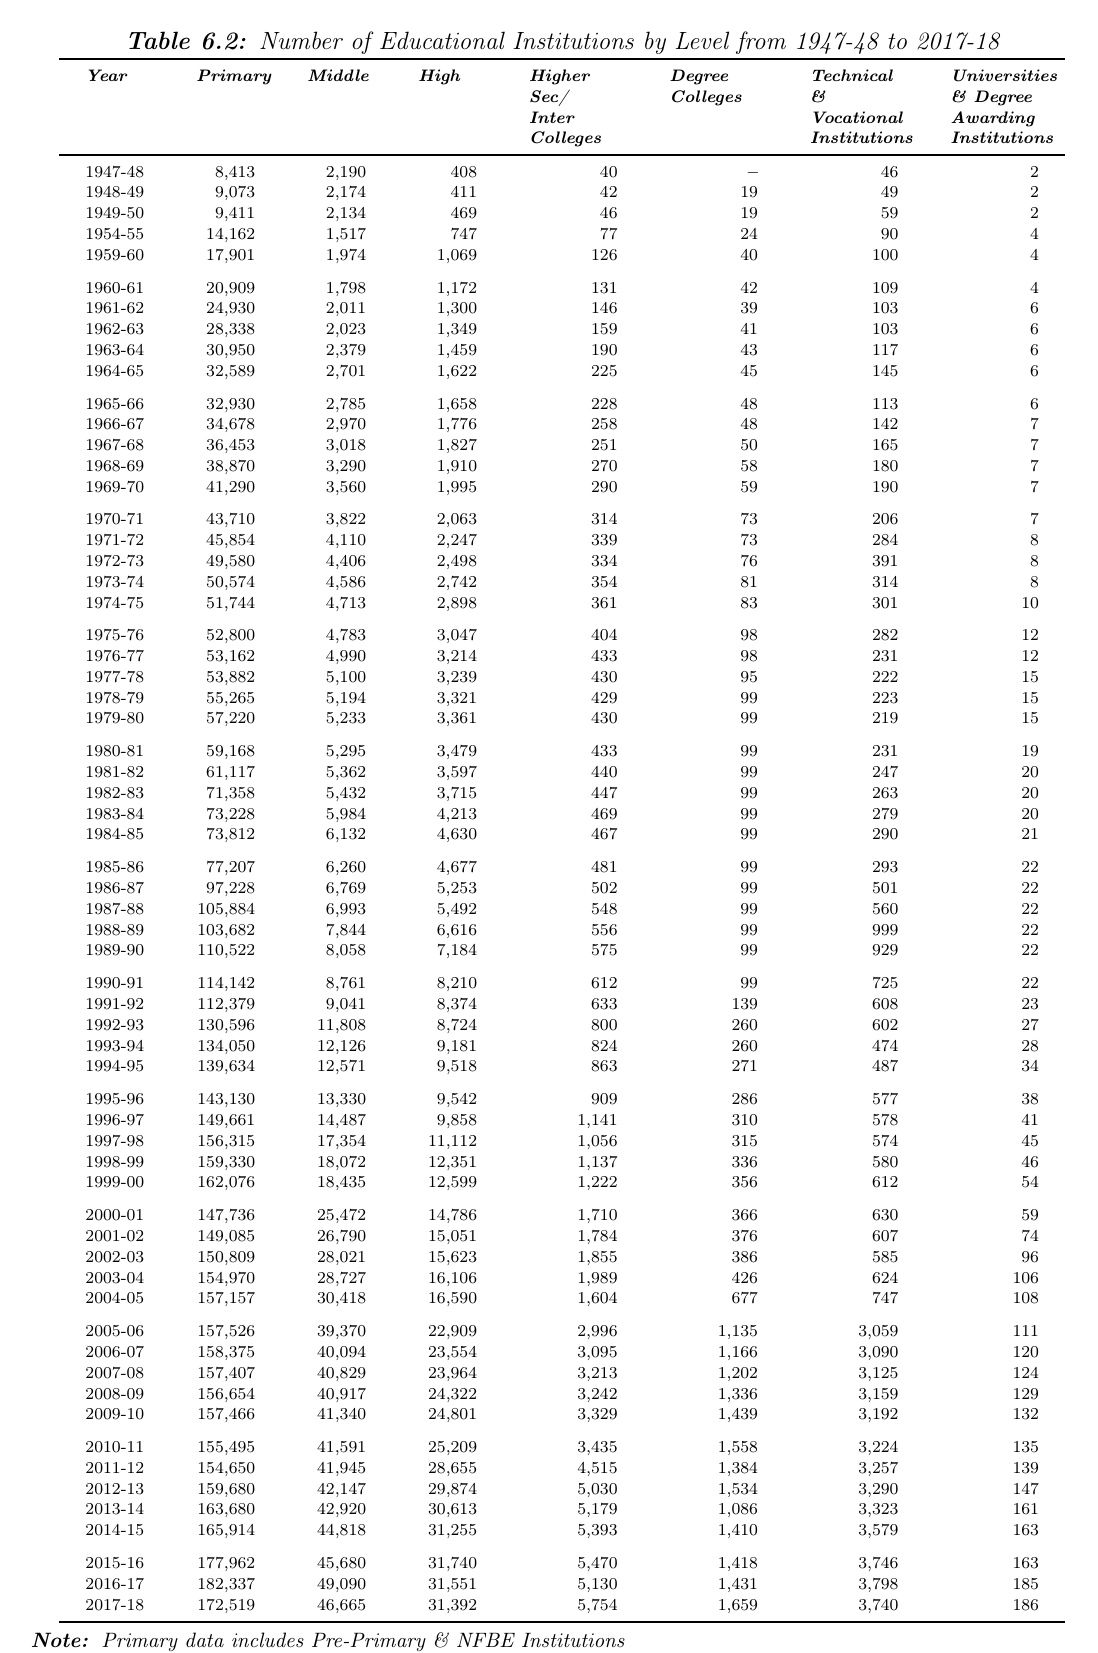 Table 6.2: Number of Educational Institutions by Level from 1947-48 to 2017-18
Year Primary Middle High Higher Degree Technical Universities
Sec/ Colleges & & Degree
Inter Vocational Awarding
Colleges Institutions Institutions
1947-48 8,413 2,190 408 40 – 46 2
1948-49 9,073 2,174 411 42 19 49 2
1949-50 9,411 2,134 469 46 19 59 2
1954-55 14,162 1,517 747 77 24 90 4
1959-60 17,901 1,974 1,069 126 40 100 4
1960-61 20,909 1,798 1,172 131 42 109 4
1961-62 24,930 2,011 1,300 146 39 103 6
1962-63 28,338 2,023 1,349 159 41 103 6
1963-64 30,950 2,379 1,459 190 43 117 6
1964-65 32,589 2,701 1,622 225 45 145 6
1965-66 32,930 2,785 1,658 228 48 113 6
1966-67 34,678 2,970 1,776 258 48 142 7
1967-68 36,453 3,018 1,827 251 50 165 7
1968-69 38,870 3,290 1,910 270 58 180 7
1969-70 41,290 3,560 1,995 290 59 190 7
1970-71 43,710 3,822 2,063 314 73 206 7
1971-72 45,854 4,110 2,247 339 73 284 8
1972-73 49,580 4,406 2,498 334 76 391 8
1973-74 50,574 4,586 2,742 354 81 314 8
1974-75 51,744 4,713 2,898 361 83 301 10
1975-76 52,800 4,783 3,047 404 98 282 12
1976-77 53,162 4,990 3,214 433 98 231 12
1977-78 53,882 5,100 3,239 430 95 222 15
1978-79 55,265 5,194 3,321 429 99 223 15
1979-80 57,220 5,233 3,361 430 99 219 15
1980-81 59,168 5,295 3,479 433 99 231 19
1981-82 61,117 5,362 3,597 440 99 247 20
1982-83 71,358 5,432 3,715 447 99 263 20
1983-84 73,228 5,984 4,213 469 99 279 20
1984-85 73,812 6,132 4,630 467 99 290 21
1985-86 77,207 6,260 4,677 481 99 293 22
1986-87 97,228 6,769 5,253 502 99 501 22
1987-88 105,884 6,993 5,492 548 99 560 22
1988-89 103,682 7,844 6,616 556 99 999 22
1989-90 110,522 8,058 7,184 575 99 929 22
1990-91 114,142 8,761 8,210 612 99 725 22
1991-92 112,379 9,041 8,374 633 139 608 23
1992-93 130,596 11,808 8,724 800 260 602 27
1993-94 134,050 12,126 9,181 824 260 474 28
1994-95 139,634 12,571 9,518 863 271 487 34
1995-96 143,130 13,330 9,542 909 286 577 38
1996-97 149,661 14,487 9,858 1,141 310 578 41
1997-98 156,315 17,354 11,112 1,056 315 574 45
1998-99 159,330 18,072 12,351 1,137 336 580 46
1999-00 162,076 18,435 12,599 1,222 356 612 54
2000-01 147,736 25,472 14,786 1,710 366 630 59
2001-02 149,085 26,790 15,051 1,784 376 607 74
2002-03 150,809 28,021 15,623 1,855 386 585 96
2003-04 154,970 28,727 16,106 1,989 426 624 106
2004-05 157,157 30,418 16,590 1,604 677 747 108
2005-06 157,526 39,370 22,909 2,996 1,135 3,059 111
2006-07 158,375 40,094 23,554 3,095 1,166 3,090 120
2007-08 157,407 40,829 23,964 3,213 1,202 3,125 124
2008-09 156,654 40,917 24,322 3,242 1,336 3,159 129
2009-10 157,466 41,340 24,801 3,329 1,439 3,192 132
2010-11 155,495 41,591 25,209 3,435 1,558 3,224 135
2011-12 154,650 41,945 28,655 4,515 1,384 3,257 139
2012-13 159,680 42,147 29,874 5,030 1,534 3,290 147
2013-14 163,680 42,920 30,613 5,179 1,086 3,323 161
2014-15 165,914 44,818 31,255 5,393 1,410 3,579 163
2015-16 177,962 45,680 31,740 5,470 1,418 3,746 163
2016-17 182,337 49,090 31,551 5,130 1,431 3,798 185
2017-18 172,519 46,665 31,392 5,754 1,659 3,740 186
Note: Primary data includes Pre-Primary & NFBE Institutions